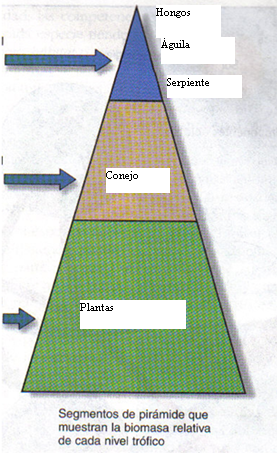 Hongos
Águila
Serpiente
Conejo
Plantas
Segmentos de pirámide que
muestran la biomasa relativa
de cada nivel trófico